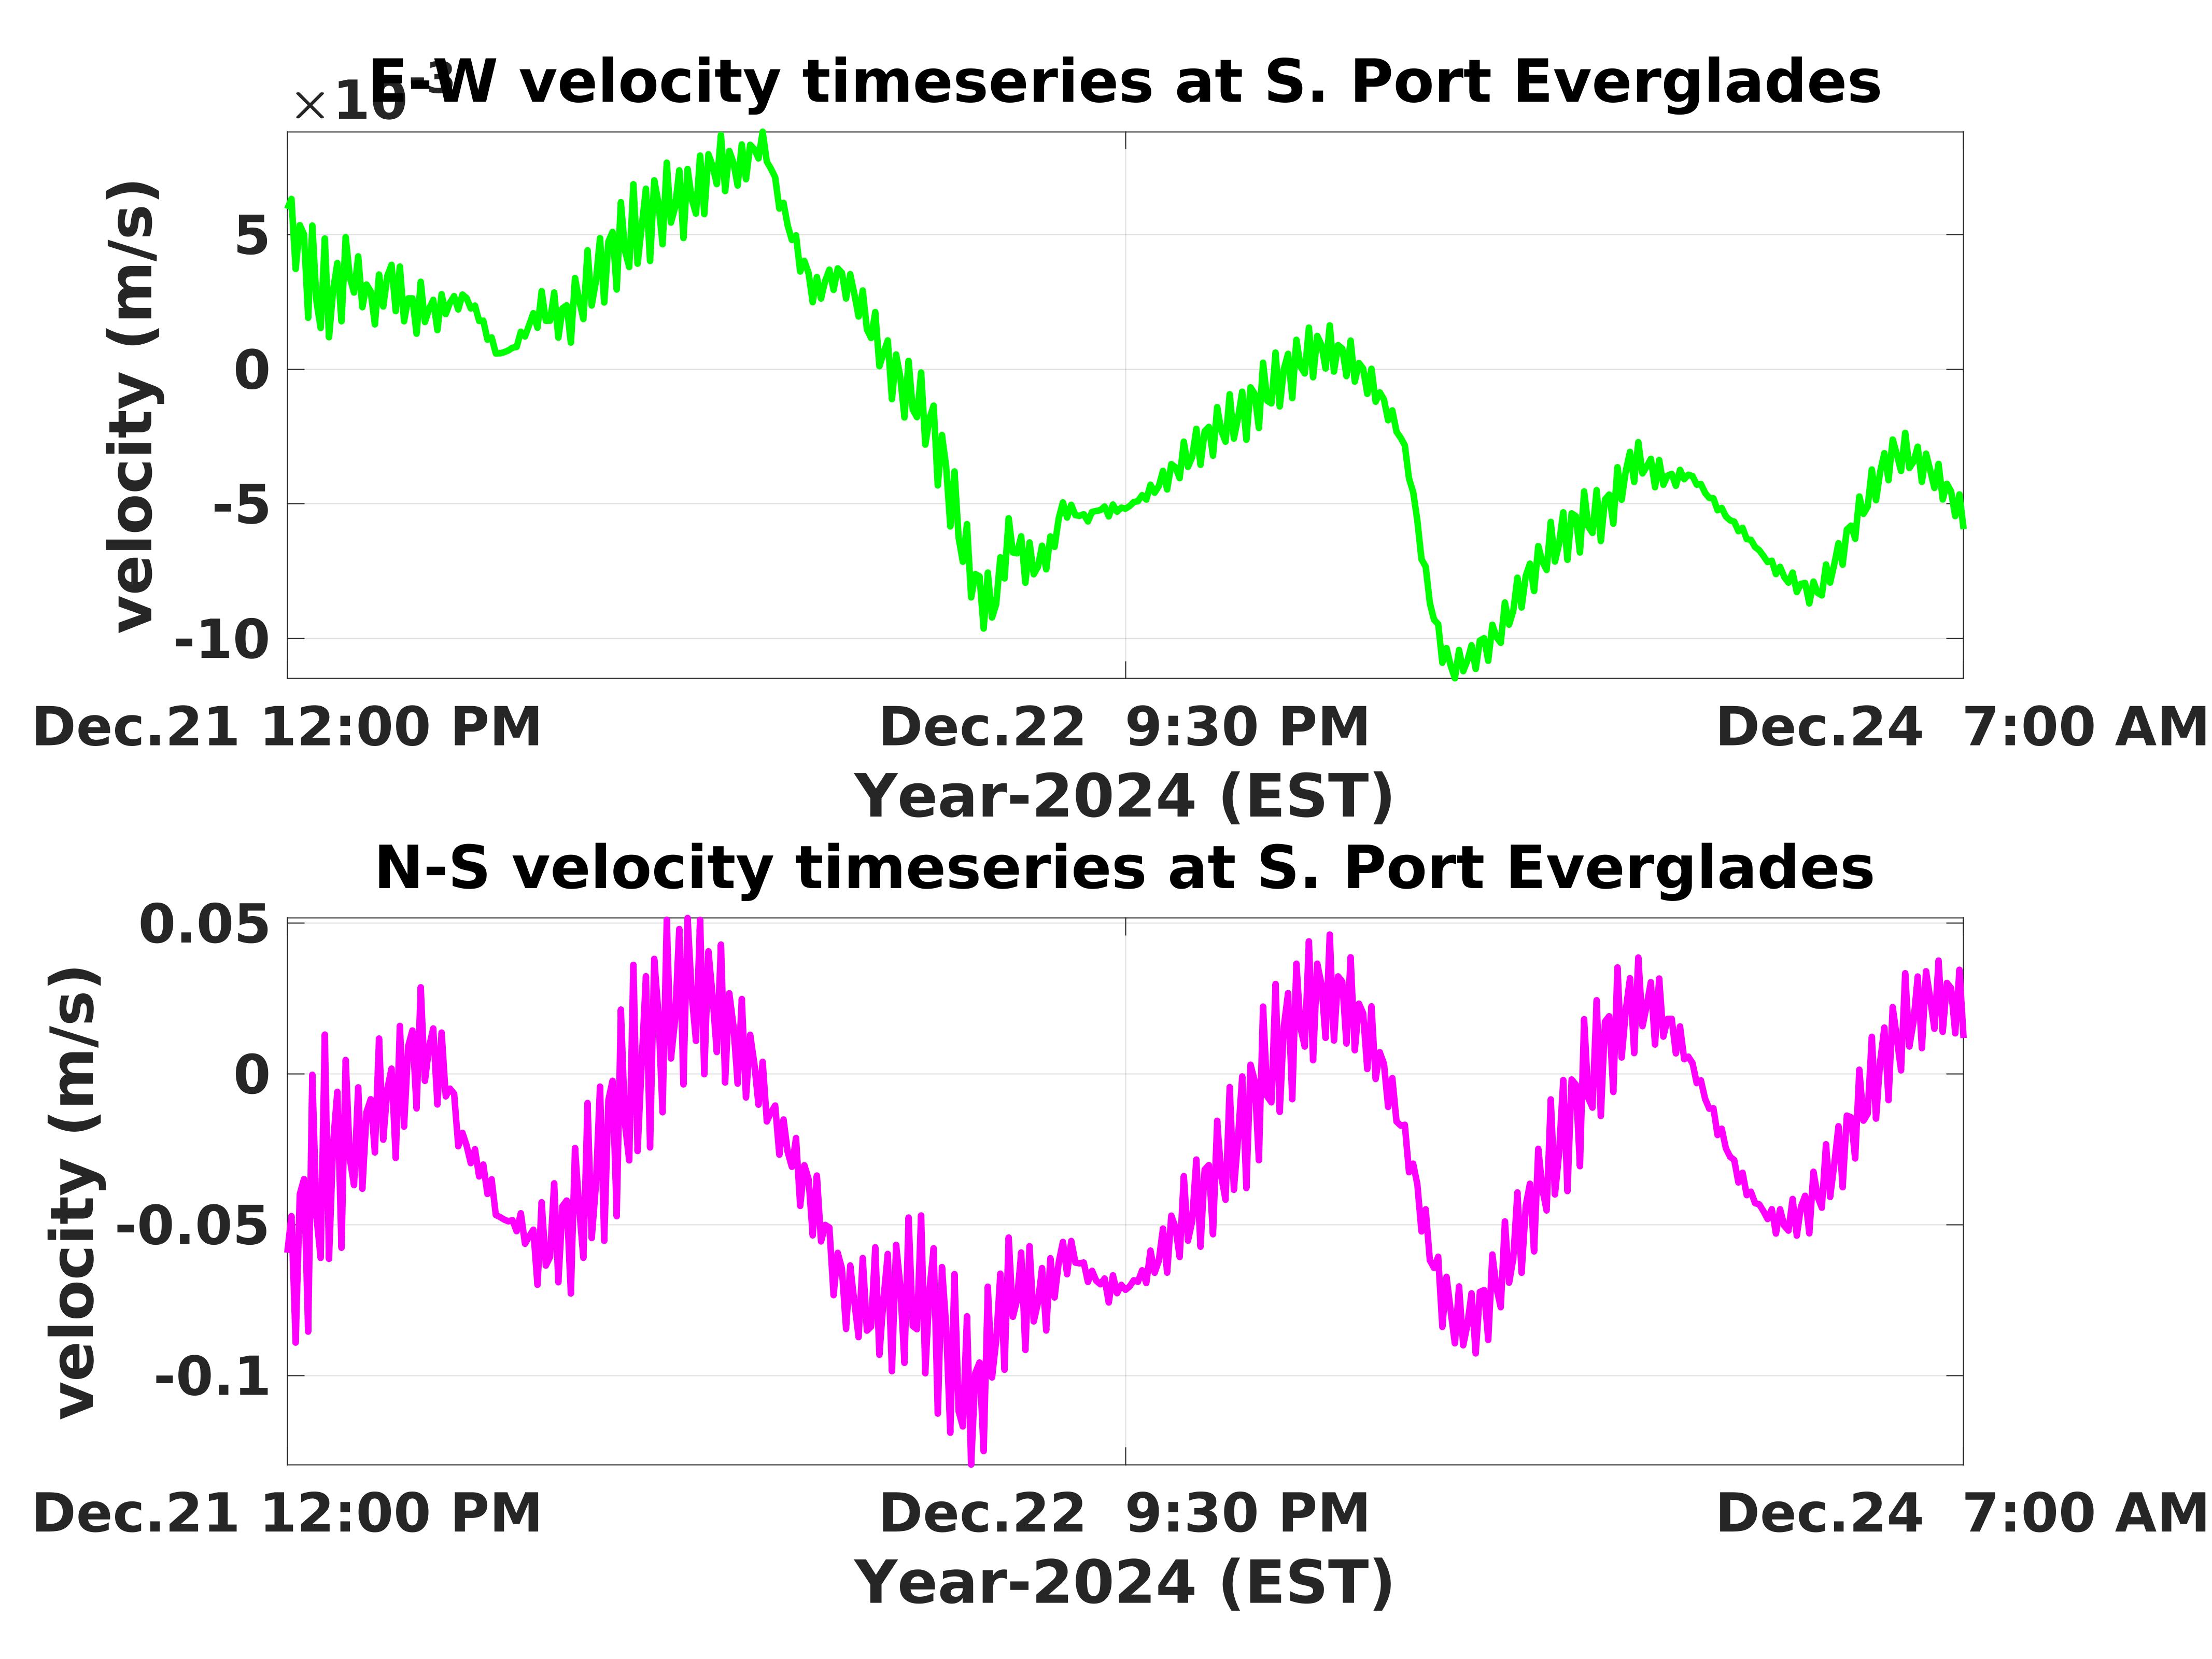 E-W velocity timeseries at S. Port Everglades
×10-3
velocity (m/s)
5
0
-5
-10
Dec.21 12:00 PM Dec.22 9:30 PM Dec.24 7:00 AM
Year-2024 (EST)
N-S velocity timeseries at S. Port Everglades
velocity (m/s)
0.05
0
-0.05
-0.1
Dec.21 12:00 PM Dec.22 9:30 PM Dec.24 7:00 AM
Year-2024 (EST)